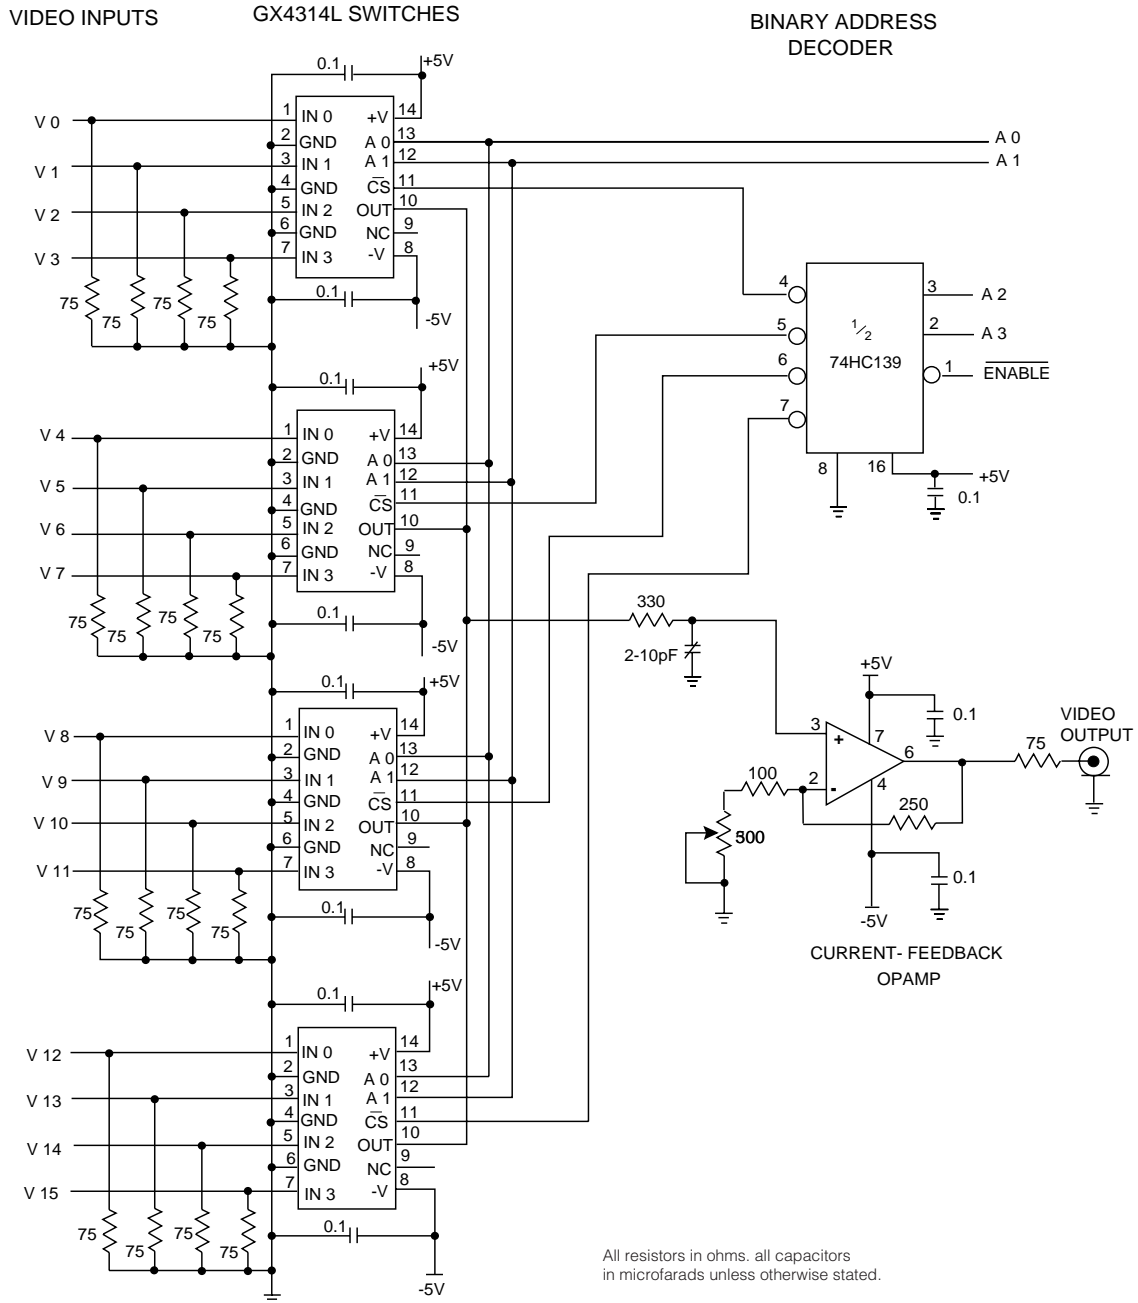 VIDEO INPUTS
GX4314L SWITCHES
BINARY ADDRESS
DECODER
0.1
+5V
V 0
1
IN 0
+V
14
2
GND
A 0
13
A 0
V 1
3
IN 1
A 1
12
A 1
4
GND
CS
11
V 2
5
IN 2
OUT
10
6
GND
NC
9
V 3
7
IN 3
-V
8
75
75
75
75
0.1
-5V
4
3
A 2
5
1/2
2
A 3
6
74HC139
1
ENABLE
7
8
16
+5V
0.1
0.1
+5V
V 4
1
IN 0
+V
14
2
GND
A 0
13
V 5
3
IN 1
A 1
12
4
GND
CS
11
V 6
5
IN 2
OUT
10
6
GND
NC
9
V 7
7
IN 3
-V
8
75
75
75
75
0.1
-5V
330
2-10pF
0.1
+5V
V 8
1
IN 0
+V
14
2
GND
A 0
13
V 9
3
IN 1
A 1
12
4
GND
CS
11
V 10
5
IN 2
OUT
10
6
GND
NC
9
V 11
7
IN 3
-V
8
75
75
75
75
0.1
-5V
+5V
0.1
3
+
7
6
75
VIDEO
OUTPUT
100
2
-
4
250
0.1
-5V
CURRENT- FEEDBACK
OPAMP
0.1
+5V
V 12
1
IN 0
+V
14
2
GND
A 0
13
V 13
3
IN 1
A 1
12
4
GND
CS
11
V 14
5
IN 2
OUT
10
6
GND
NC
9
V 15
7
IN 3
-V
8
75
75
75
75
0.1
-5V
All resistors in ohms. all capacitors
in microfarads unless otherwise stated.